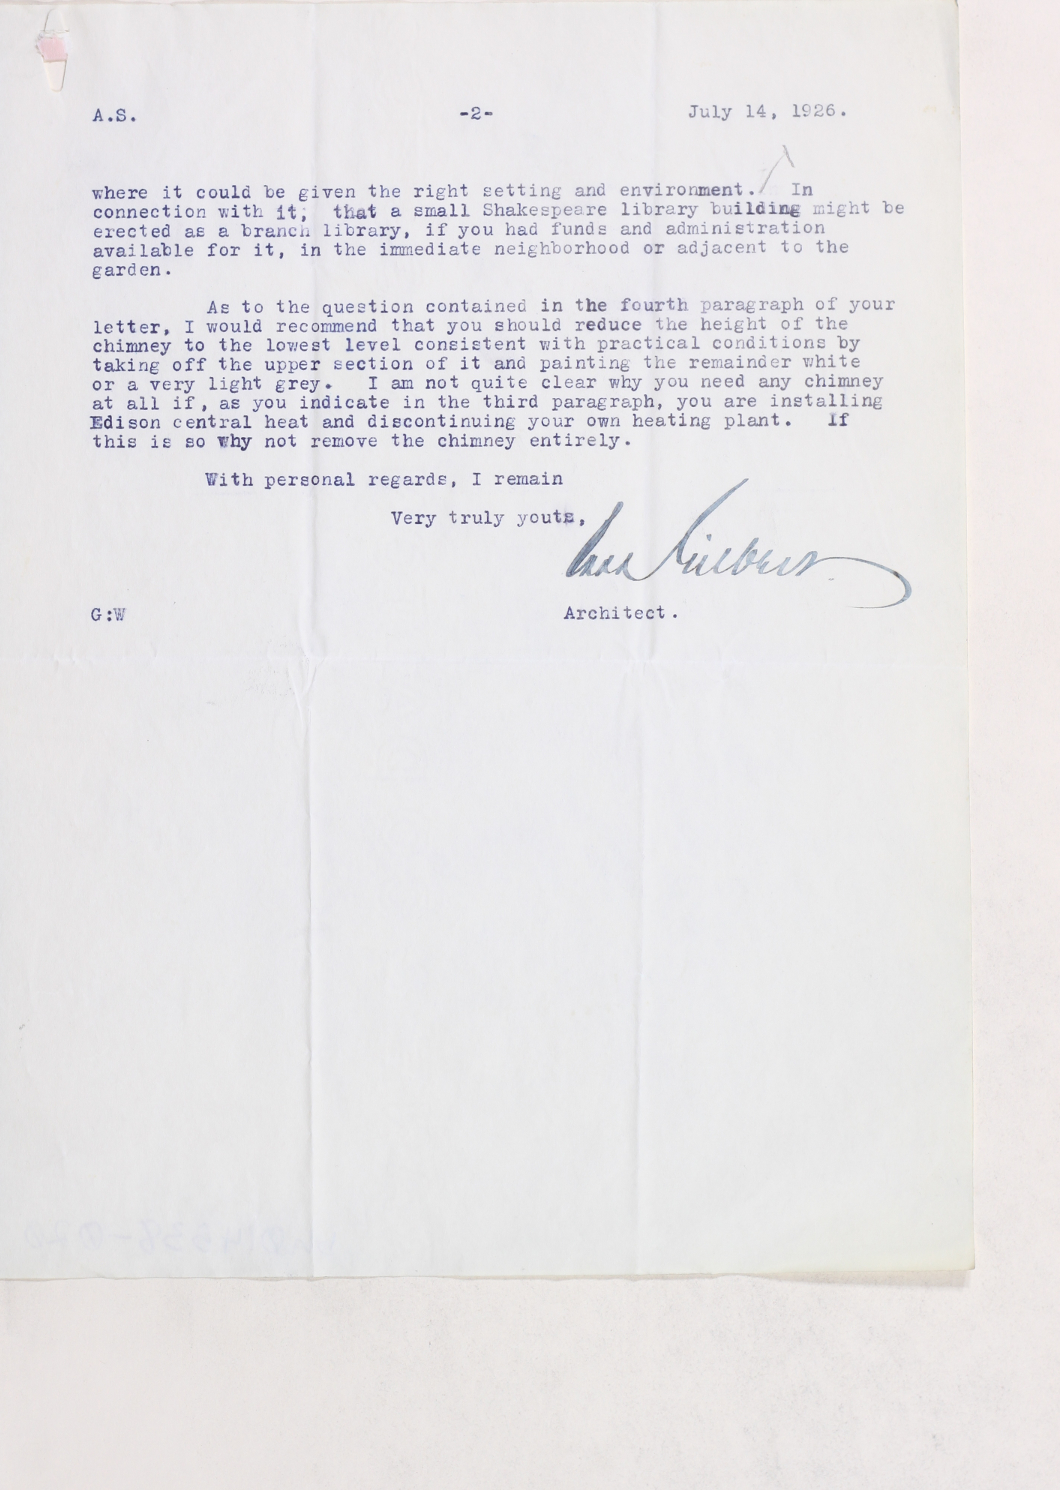 A.S. -2- July 14, 1926.
where it could be given the right setting and environment./ In
connection with it, that a small Shakespeare library building might be
erected as a branch library, if you had funds and administration
available for it, in the immediate neighborhood or adjacent to the
garden.
As to the question contained in the fourth paragraph of your
letter, I would recommend that you should reduce the height of the
chimney to the lowest level consistent with practical conditions by
taking off the upper section of it and painting the remainder white
or a very light grey. I am not quite clear why you need any chimney
at all if, as you indicate in the third paragraph, you are installing
Edison central heat and discontinuing your own heating plant. If
this is so why not remove the chimney entirely.
With personal regards, I remain
Very truly yours,
Cass Gilbert
G:W Architect.